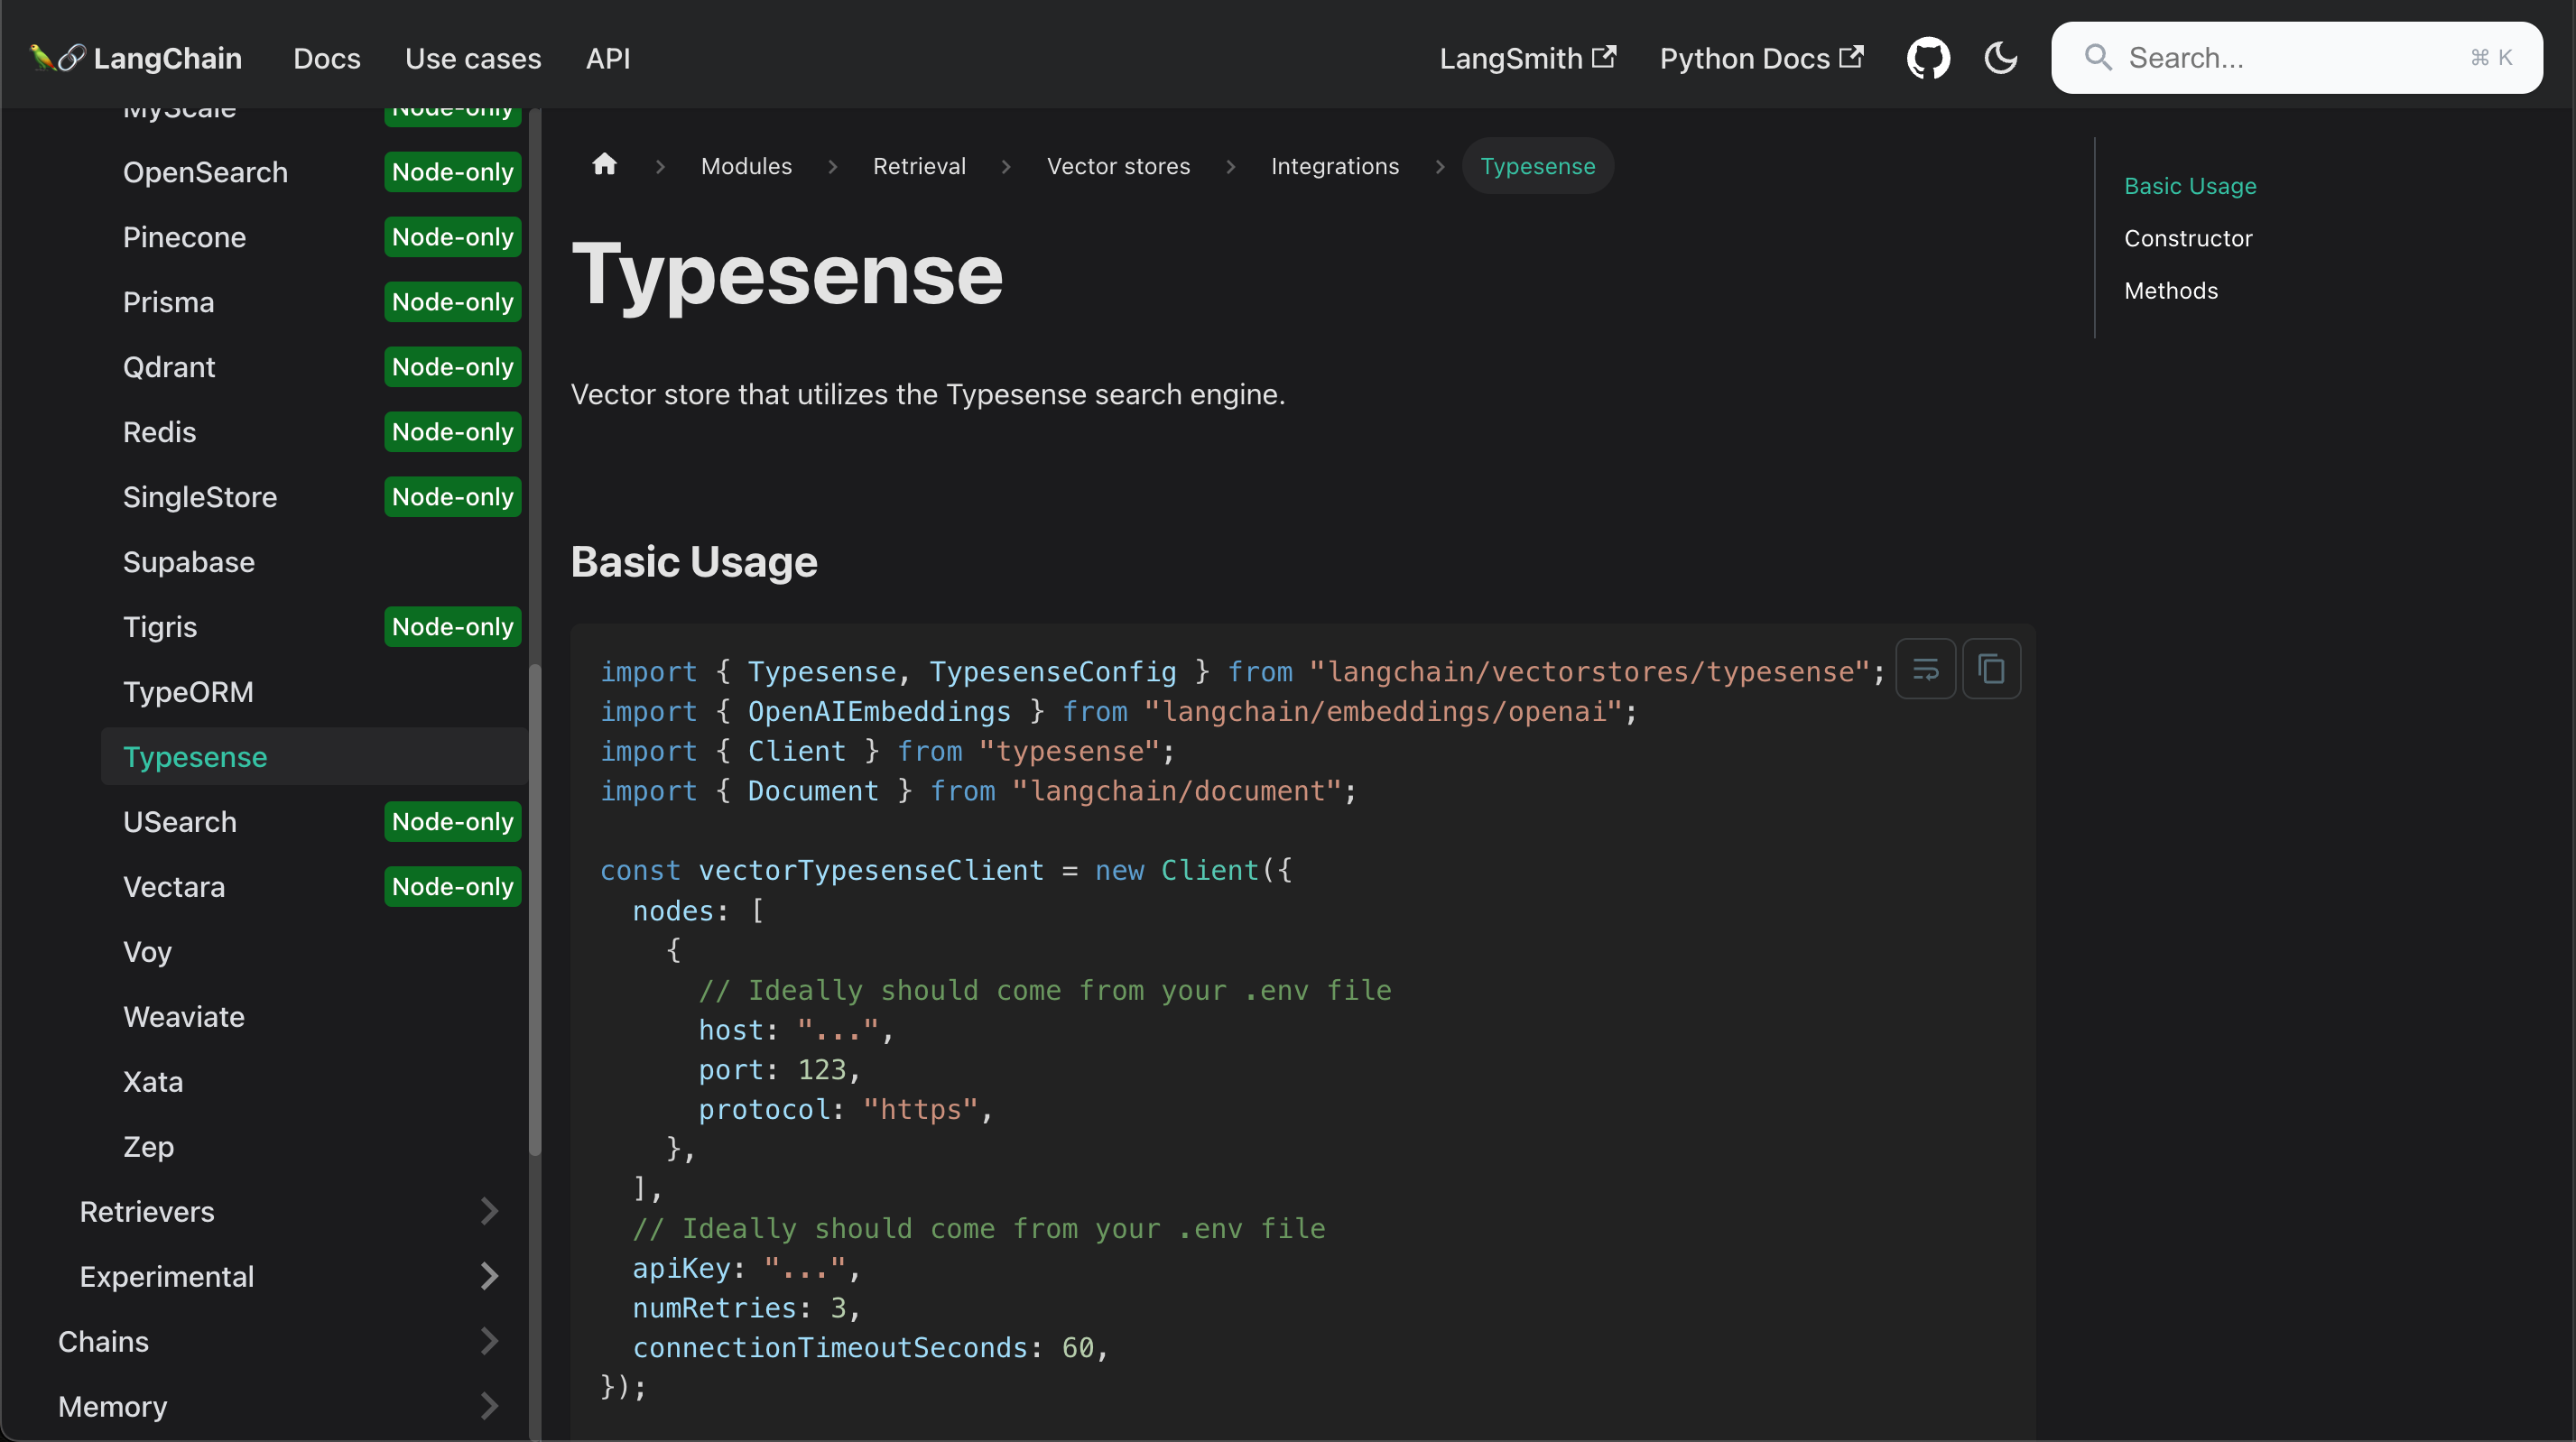 LangChain Docs Use cases API LangSmith Python Docs Search... ⌘ K
MyScale Node-only
OpenSearch Node-only
Pinecone Node-only
Prisma Node-only
Qdrant Node-only
Redis Node-only
SingleStore Node-only
Supabase
Tigris Node-only
TypeORM
Typesense
USearch Node-only
Vectara Node-only
Voy
Weaviate
Xata
Zep
Retrievers
Experimental
Chains
Memory
Modules Retrieval Vector stores Integrations Typesense
Typesense
Vector store that utilizes the Typesense search engine.
Basic Usage
import { Typesense, TypesenseConfig } from "langchain/vectorstores/typesense";
import { OpenAIEmbeddings } from "langchain/embeddings/openai";
import { Client } from "typesense";
import { Document } from "langchain/document";
const vectorTypesenseClient = new Client({
nodes: [
{
// Ideally should come from your .env file
host: "...",
port: 123,
protocol: "https",
},
],
// Ideally should come from your .env file
apiKey: "...",
numRetries: 3,
connectionTimeoutSeconds: 60,
});
Basic Usage
Constructor
Methods